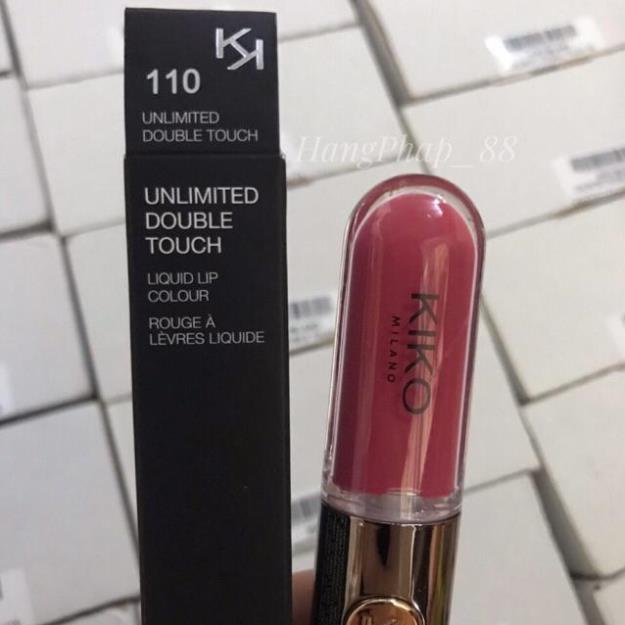 KK
110
UNLIMITED
DOUBLE TOUCH
UNLIMITED
DOUBLE
TOUCH
LIQUID LIP
COLOUR
ROUGE À
LÈVRES LIQUIDE
HangPhap_88
KIKO
MILANO